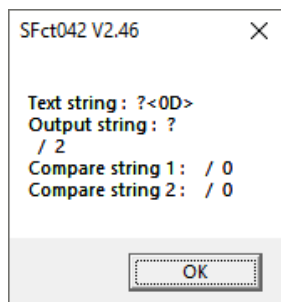 SFct042 V2.46
Text string : ?<0D>
Output string : ?
/ 2
Compare string 1 : / 0
Compare string 2 : / 0
OK